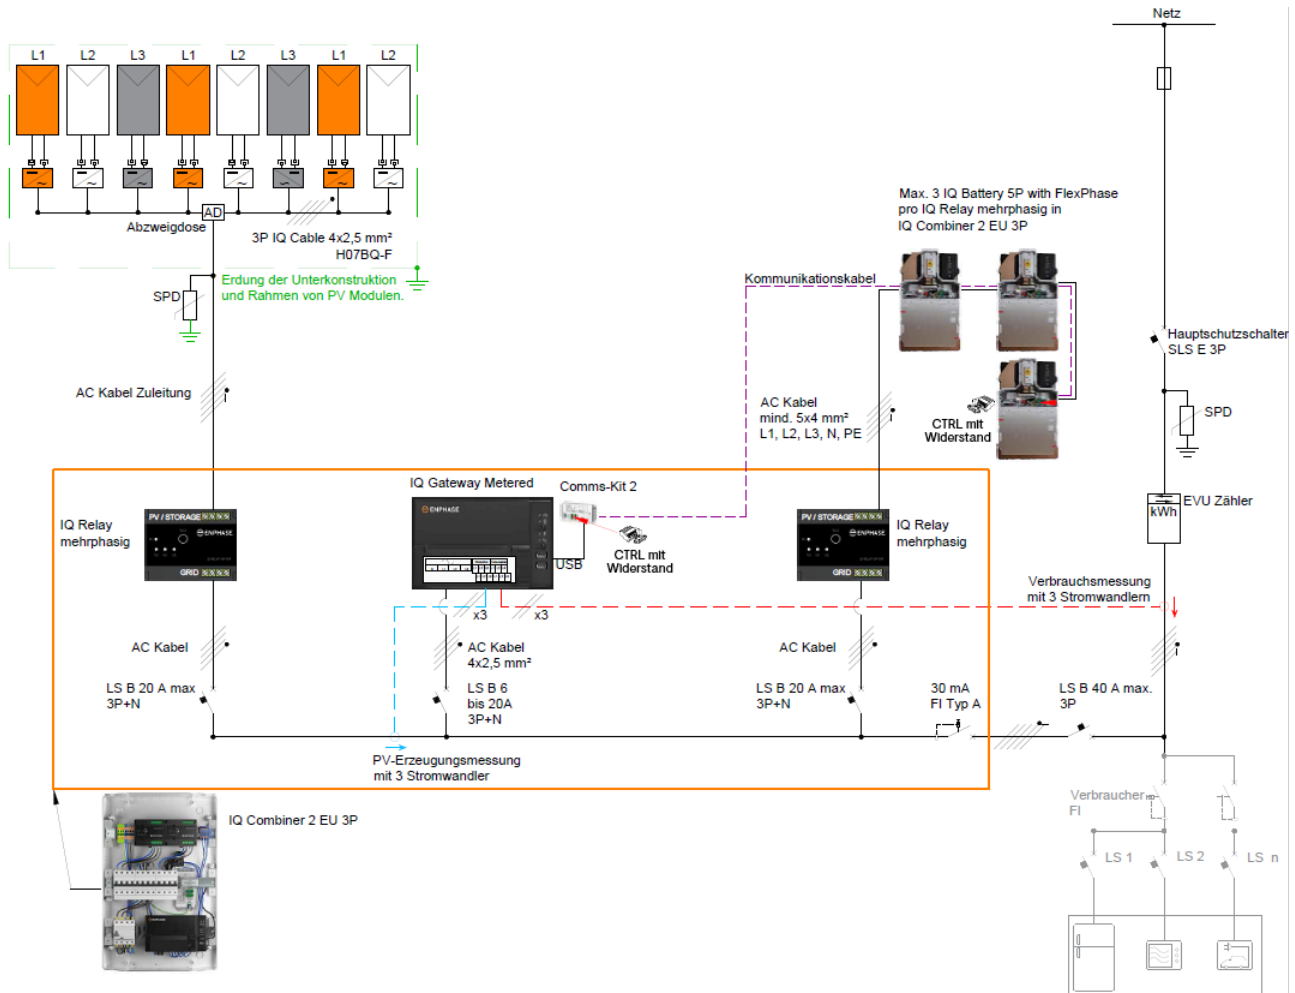 Netz
L1 L2 L3 L1 L2 L3 L1 L2
AD
Abzweigdose
3P IQ Cable 4x2,5 mm²
H07BQ-F
Erdung der Unterkonstruktion
und Rahmen von PV Modulen.
SPD
AC Kabel Zuleitung
Max. 3 IQ Battery 5P with FlexPhase
pro IQ Relay mehrphasig in
IQ Combiner 2 EU 3P
Kommunikationskabel
AC Kabel
mind. 5x4 mm²
L1, L2, L3, N, PE
CTRL mit
Widerstand
Hauptschutzschalter
SLS E 3P
SPD
EVU Zähler
kWh
IQ Relay
mehrphasig
PV / STORAGE
ENPHASE
GRID
IQ Gateway Metered
ENPHASE
Comms-Kit 2
USB
CTRL mit
Widerstand
x3
x3
PV / STORAGE
ENPHASE
GRID
IQ Relay
mehrphasig
Verbrauchsmessung
mit 3 Stromwandlern
AC Kabel
LS B 20 A max
3P+N
AC Kabel
4x2,5 mm²
LS B 6
bis 20A
3P+N
AC Kabel
LS B 20 A max
3P+N
30 mA
FI Typ A
LS B 40 A max.
3P
PV-Erzeugungsmessung
mit 3 Stromwandler
IQ Combiner 2 EU 3P
Verbraucher
FI
LS 1
LS 2
LS n